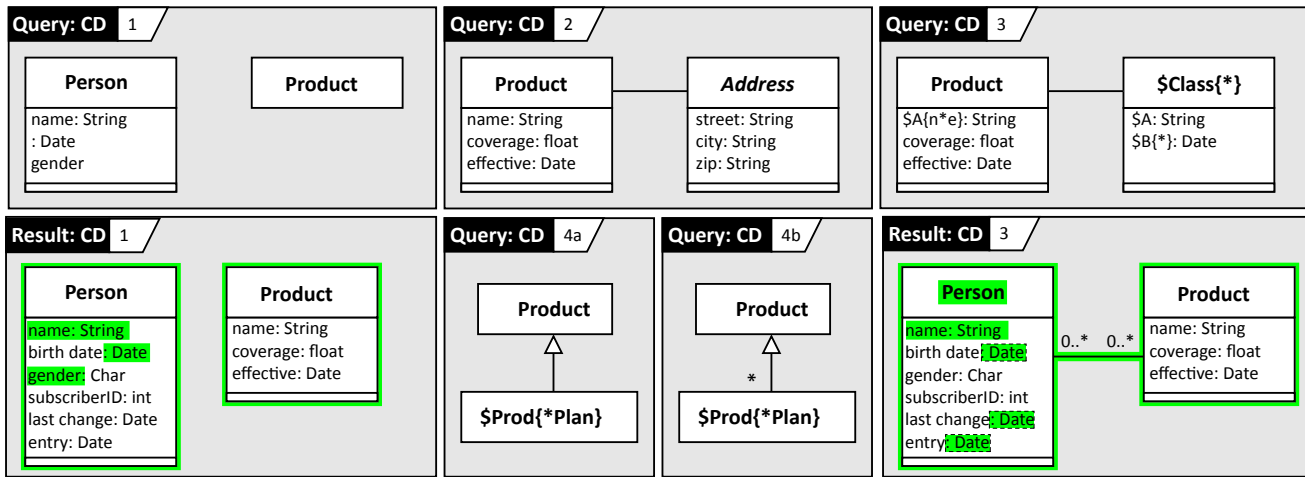 Query: CD 1
Person
name: String
: Date
gender
Product
Query: CD 2
Product
name: String
coverage: float
effective: Date
Address
street: String
city: String
zip: String
Query: CD 3
Product
$A{n*e}: String
coverage: float
effective: Date
$Class{*}
$A: String
$B{*}: Date
Result: CD 1
Person
name: String
birth date: Date
gender: Char
subscriberID: int
last change: Date
entry: Date
Product
name: String
coverage: float
effective: Date
Query: CD 4a
Product
$Prod{*Plan}
Query: CD 4b
Product
*
$Prod{*Plan}
Result: CD 3
Person
name: String
birth date: Date
gender: Char
subscriberID: int
last change: Date
entry: Date
0..* 0..*
Product
name: String
coverage: float
effective: Date